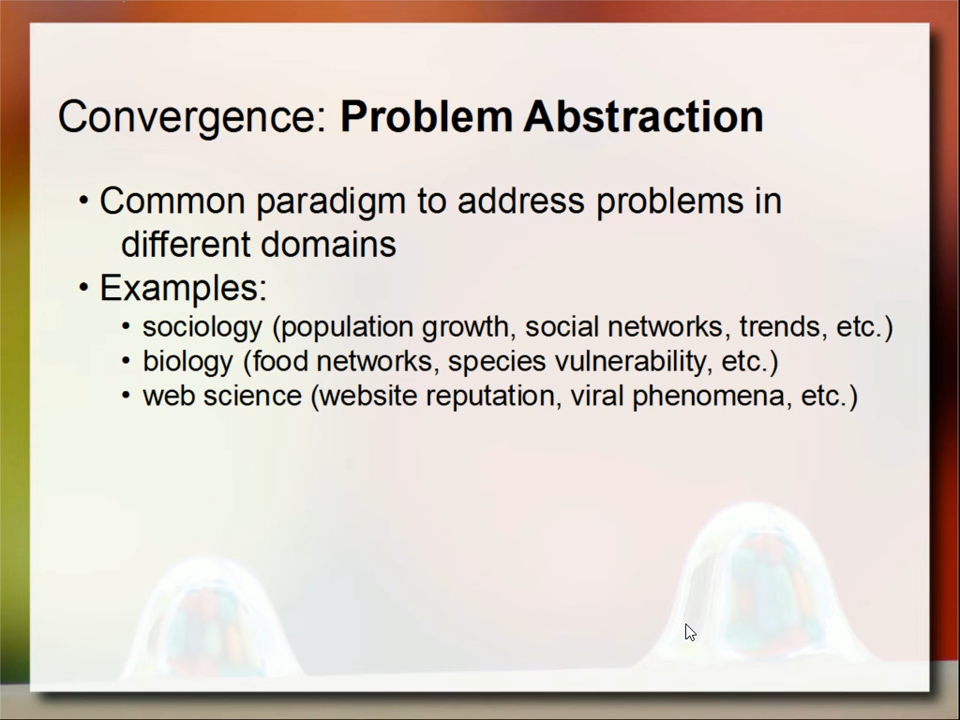 Convergence: Problem Abstraction
• Common paradigm to address problems in
different domains
• Examples:
• sociology (population growth, social networks, trends, etc.)
• biology (food networks, species vulnerability, etc.)
• web science (website reputation, viral phenomena, etc.)